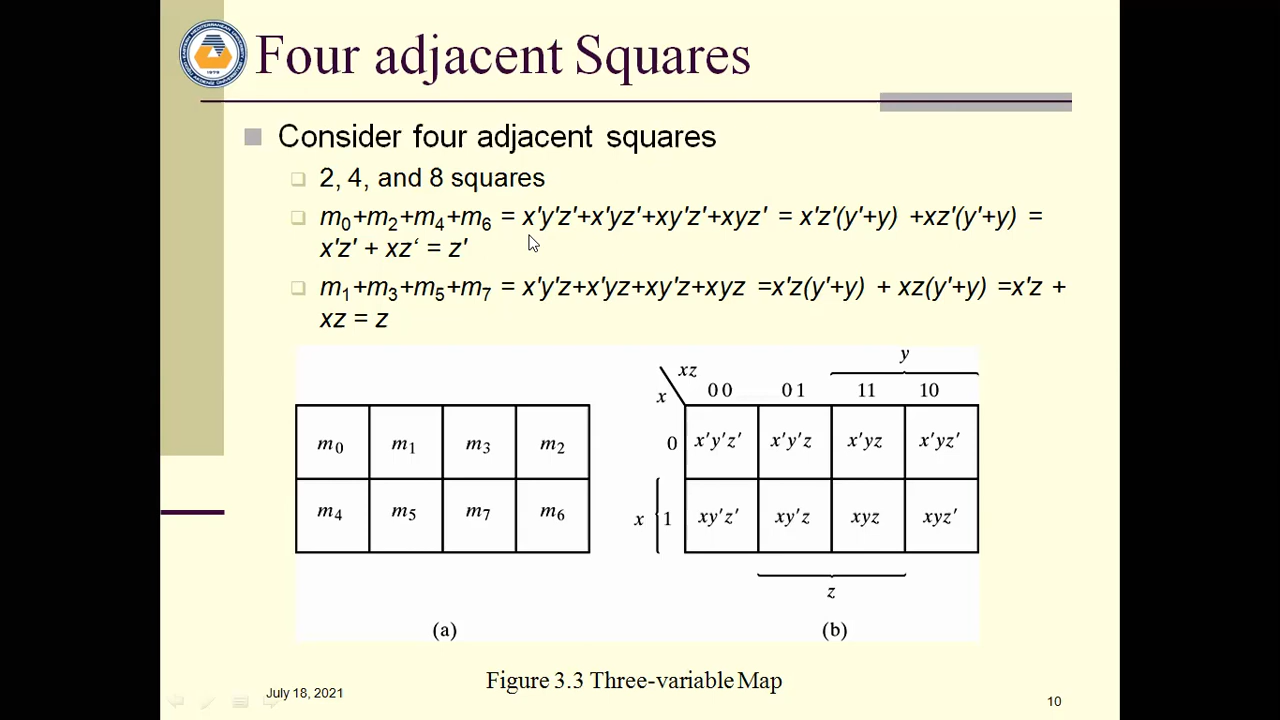 Four adjacent Squares
Consider four adjacent squares
2, 4, and 8 squares
m0+m2+m4+m6 = x'y'z'+x'yz'+xy'z'+xyz' = x'z'(y'+y) +xz'(y'+y) =
x'z' + xz‘ = z'
m1+m3+m5+m7 = x'y'z+x'yz+xy'z+xyz =x'z(y'+y) + xz(y'+y) =x'z +
xz = z
y
xz
x
0 0 0 1 11 10
m0 m1 m3 m2
0 x'y'z' x'y'z x'yz x'yz'
m4 m5 m7 m6
x 1 xy'z' xy'z xyz xyz'
z
(a) (b)
Figure 3.3 Three-variable Map
July 18, 2021
10